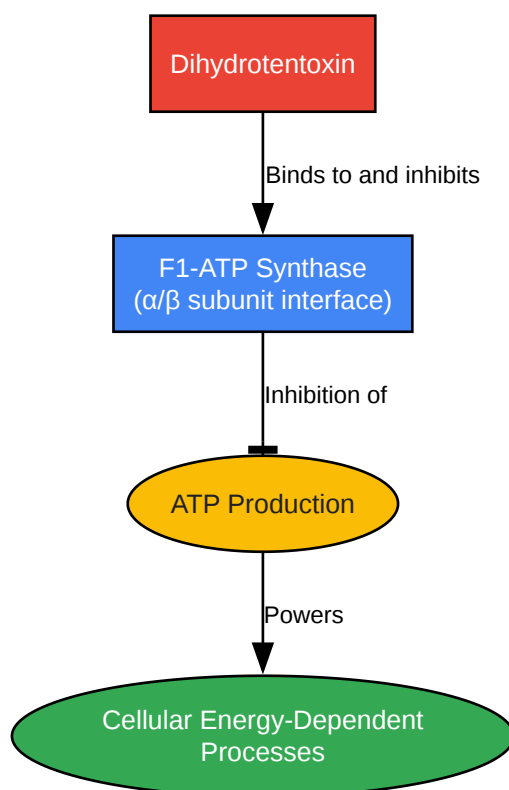 Dihydrotentoxin
Binds to and inhibits
F1-ATP Synthase
(α/β subunit interface)
Inhibition of
ATP Production
Powers
Cellular Energy-Dependent
Processes